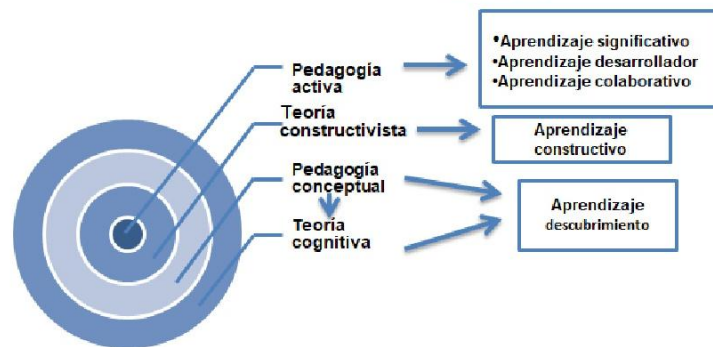 Pedagogía
activa
•Aprendizaje significativo
•Aprendizaje desarrollador
•Aprendizaje colaborativo
Teoría
constructivista
Aprendizaje
constructivo
Pedagogía
conceptual
Teoría
cognitiva
Aprendizaje
descubrimiento